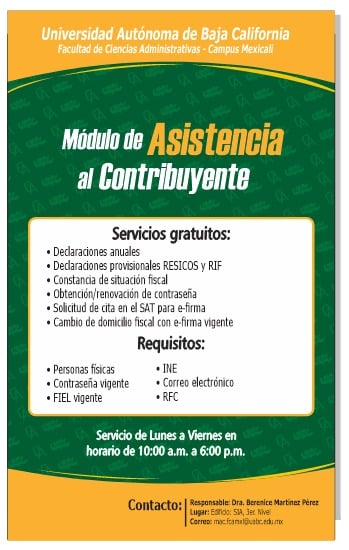 Universidad Autónoma de Baja California
Facultad de Ciencias Administrativas - Campus Mexicali
Módulo de Asistencia
al Contribuyente
Servicios gratuitos:
• Declaraciones anuales
• Declaraciones provisionales RESICOS y RIF
• Constancia de situación fiscal
• Obtención/renovación de contraseña
• Solicitud de cita en el SAT para e-firma
• Cambio de domicilio fiscal con e-firma vigente
Requisitos:
• Personas físicas
• Contraseña vigente
• FIEL vigente
• INE
• Correo electrónico
• RFC
Servicio de Lunes a Viernes en
horario de 10:00 a.m. a 6:00 p.m.
Contacto:
Responsable: Dra. Berenice Martínez Pérez
Lugar: Edificio: SIA, 3er. Nivel
Correo: mac.fcamxl@uabc.edu.mx